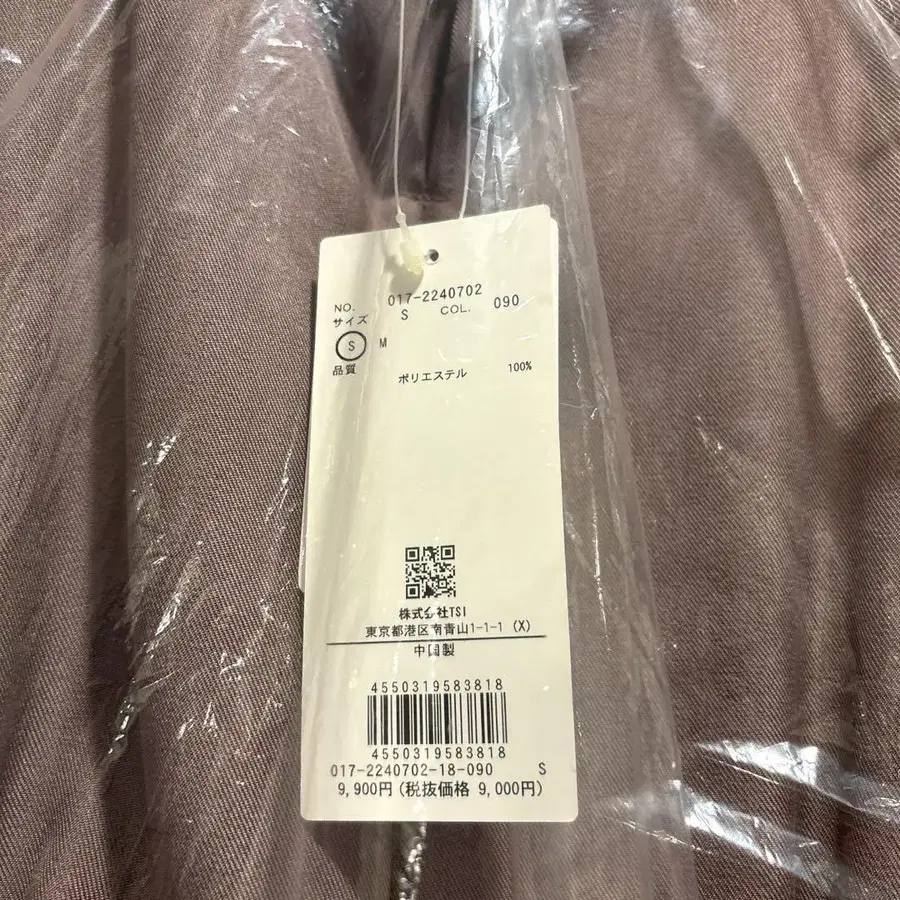 NO. 017-2240702
サイズ S COL. 090
S M
品質 ポリエステル 100%
株式会社TSI
東京都港区南青山1-1-1 (X)
中国製
4550319583818
4550319583818
017-2240702-18-090 S
9,900円(税抜価格 9,000円)